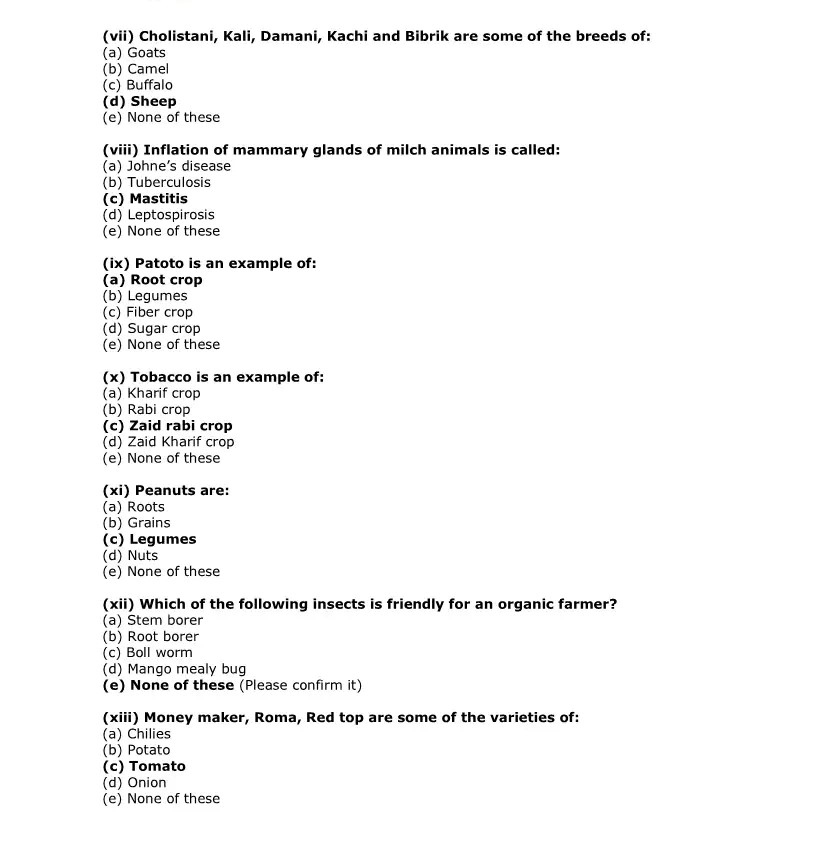 (vii) Cholistani, Kali, Damani, Kachi and Bibrik are some of the breeds of:
(a) Goats
(b) Camel
(c) Buffalo
(d) Sheep
(e) None of these
(viii) Inflation of mammary glands of milch animals is called:
(a) Johne’s disease
(b) Tuberculosis
(c) Mastitis
(d) Leptospirosis
(e) None of these
(ix) Patoto is an example of:
(a) Root crop
(b) Legumes
(c) Fiber crop
(d) Sugar crop
(e) None of these
(x) Tobacco is an example of:
(a) Kharif crop
(b) Rabi crop
(c) Zaid rabi crop
(d) Zaid Kharif crop
(e) None of these
(xi) Peanuts are:
(a) Roots
(b) Grains
(c) Legumes
(d) Nuts
(e) None of these
(xii) Which of the following insects is friendly for an organic farmer?
(a) Stem borer
(b) Root borer
(c) Boll worm
(d) Mango mealy bug
(e) None of these (Please confirm it)
(xiii) Money maker, Roma, Red top are some of the varieties of:
(a) Chilies
(b) Potato
(c) Tomato
(d) Onion
(e) None of these